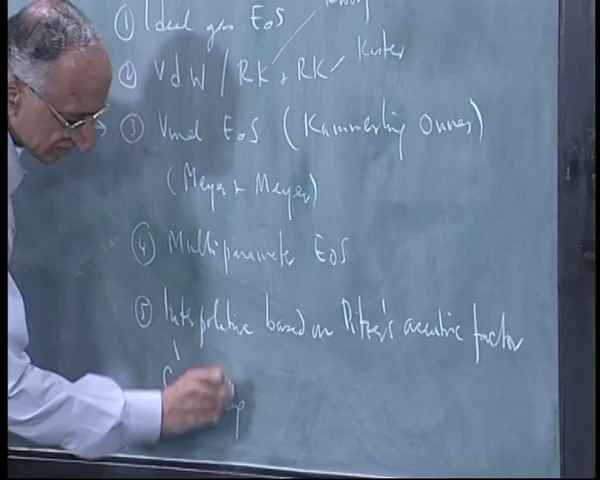 ① Ideal gas EoS
② VdW / RK + RK Kister
③ Virial EoS (Kammerling Onnes)
(Meyer + Meyer)
④ Multiparameter EoS
⑤ Interpolative based on Pitzer's acentric factor